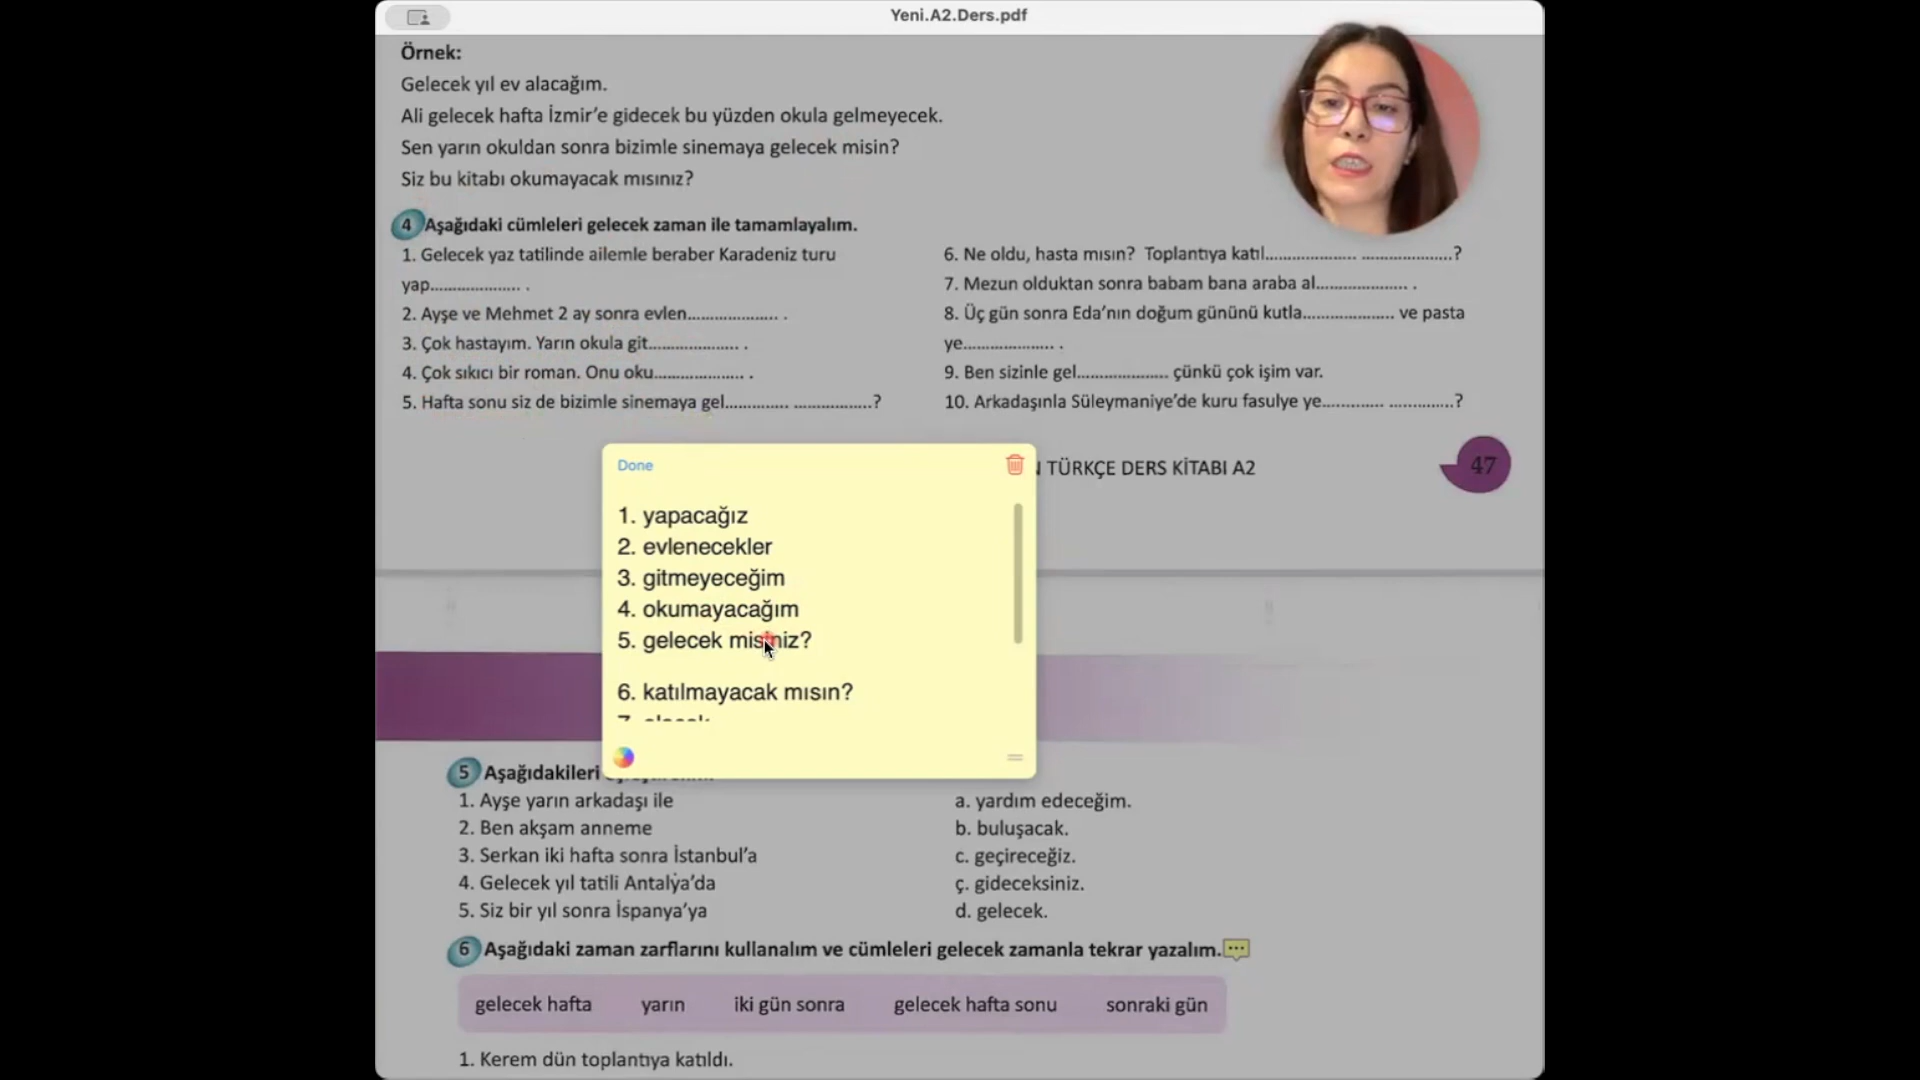 Yeni.A2.Ders.pdf
Örnek:
Gelecek yıl ev alacağım.
Ali gelecek hafta İzmir’e gidecek bu yüzden okula gelmeyecek.
Sen yarın okuldan sonra bizimle sinemaya gelecek misin?
Siz bu kitabı okumayacak mısınız?
4 Aşağıdaki cümleleri gelecek zaman ile tamamlayalım.
1. Gelecek yaz tatilinde ailemle beraber Karadeniz turu
yap.................... .
2. Ayşe ve Mehmet 2 ay sonra evlen.................... .
3. Çok hastayım. Yarın okula git.................... .
4. Çok sıkıcı bir roman. Onu oku.................... .
5. Hafta sonu siz de bizimle sinemaya gel.............. .................?
6. Ne oldu, hasta mısın? Toplantıya katıl.................... ....................?
7. Mezun olduktan sonra babam bana araba al.................... .
8. Üç gün sonra Eda’nın doğum gününü kutla.................... ve pasta
ye.................... .
9. Ben sizinle gel.................... çünkü çok işim var.
10. Arkadaşınla Süleymaniye’de kuru fasulye ye.............. ..............?
TÜRKÇE DERS KİTABI A2
47
Done
1. yapacağız
2. evlenecekler
3. gitmeyeceğim
4. okumayacağım
5. gelecek misiniz?
6. katılmayacak mısın?
5 Aşağıdakileri
1. Ayşe yarın arkadaşı ile
2. Ben akşam anneme
3. Serkan iki hafta sonra İstanbul’a
4. Gelecek yıl tatili Antalya’da
5. Siz bir yıl sonra İspanya’ya
a. yardım edeceğim.
b. buluşacak.
c. geçireceğiz.
ç. gideceksiniz.
d. gelecek.
6 Aşağıdaki zaman zarflarını kullanalım ve cümleleri gelecek zamanla tekrar yazalım.
gelecek hafta yarın iki gün sonra gelecek hafta sonu sonraki gün
1. Kerem dün toplantıya katıldı.